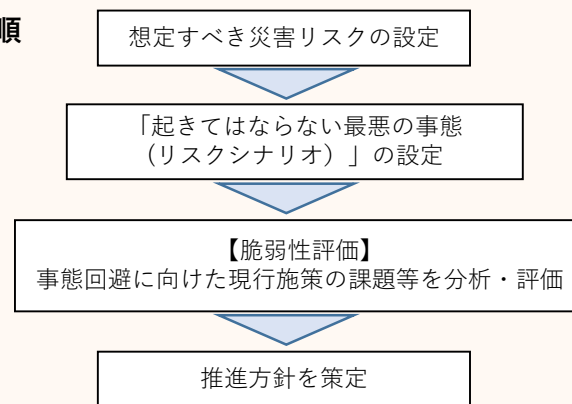 順
想定すべき災害リスクの設定
「起きてはならない最悪の事態
（リスクシナリオ）」の設定
【脆弱性評価】
事態回避に向けた現行施策の課題等を分析・評価
推進方針を策定